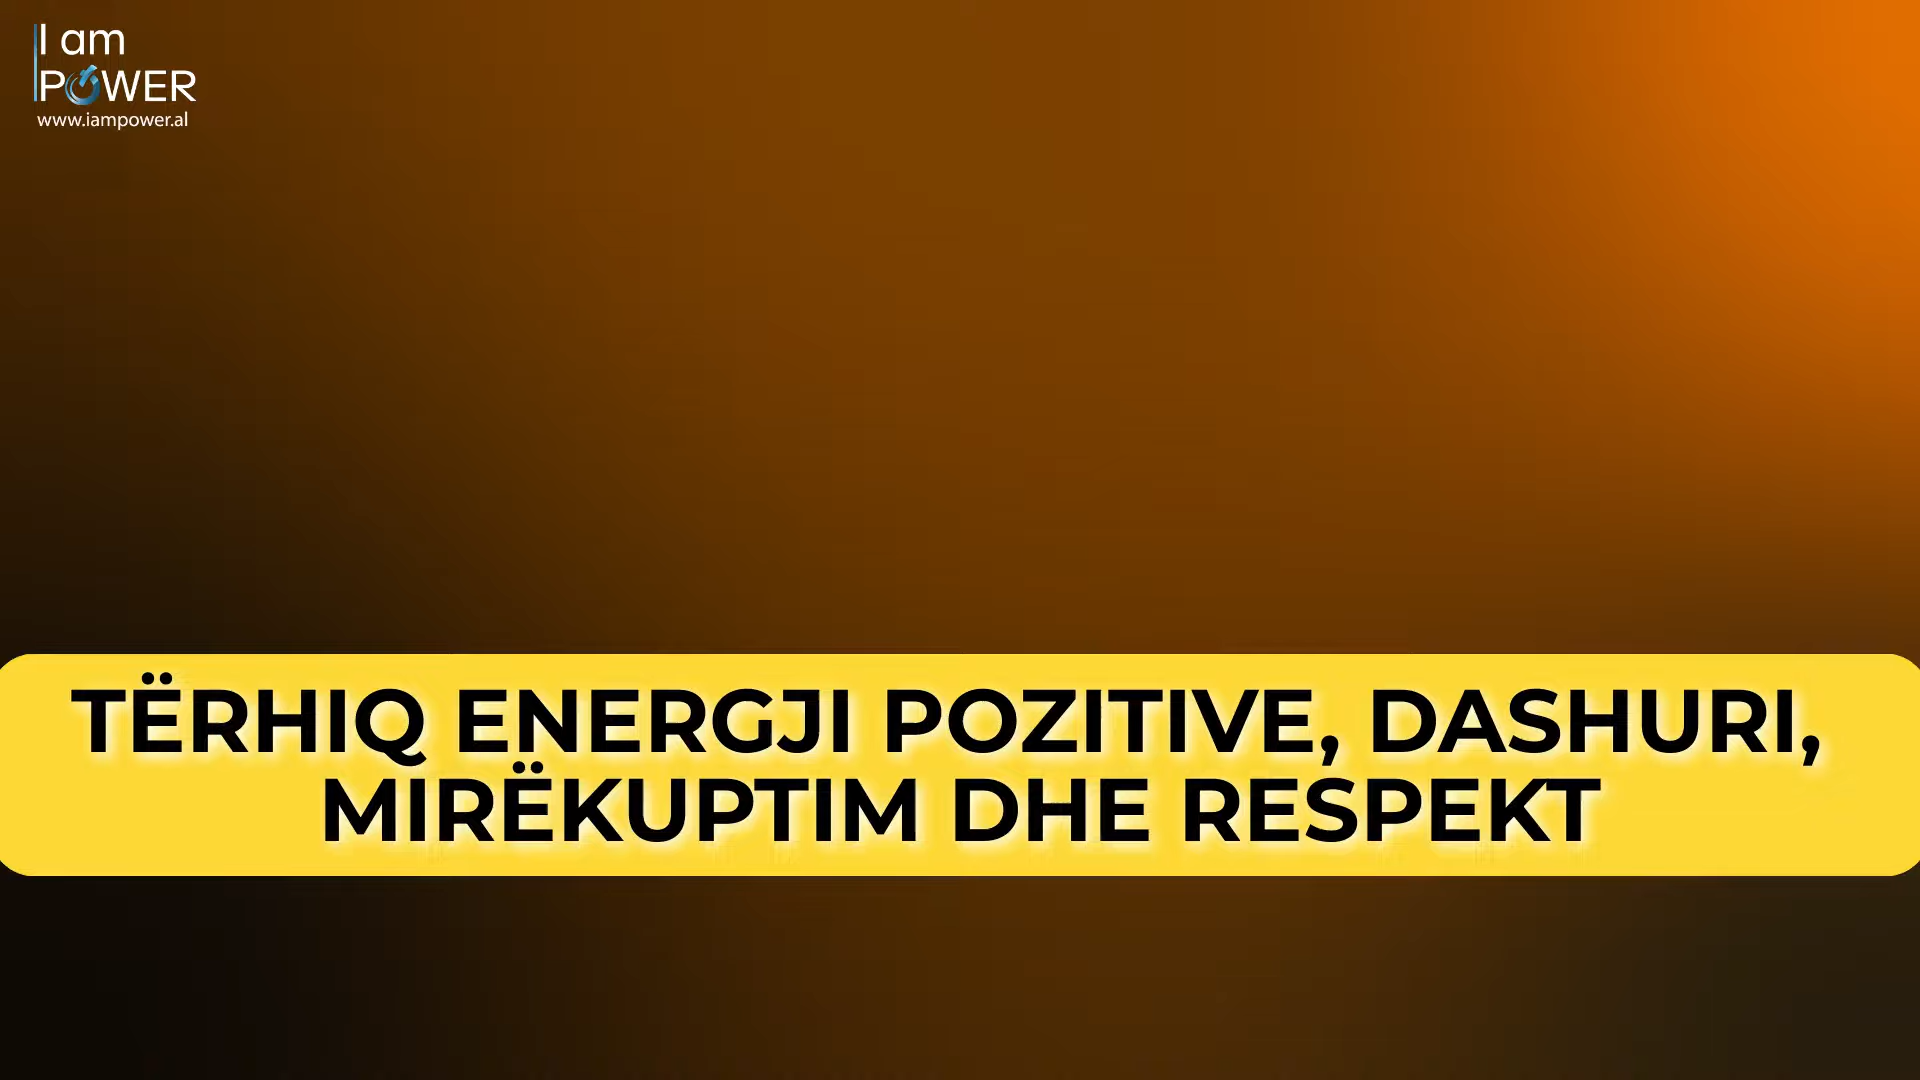 I am
POWER
www.iampower.al
TËRHIQ ENERGJI POZITIVE, DASHURI,
MIRËKUPTIM DHE RESPEKT